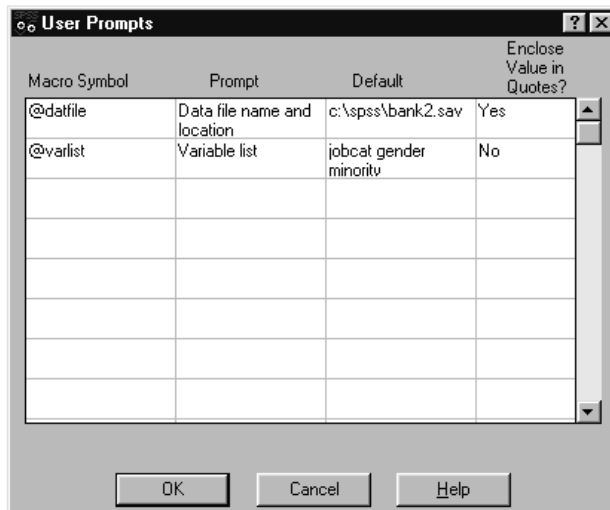 User Prompts
Macro Symbol Prompt Default Enclose Value in Quotes?
@datfile Data file name and location c:\spss\bank2.sav Yes
@varlist Variable list jobcat gender minority No
OK Cancel Help